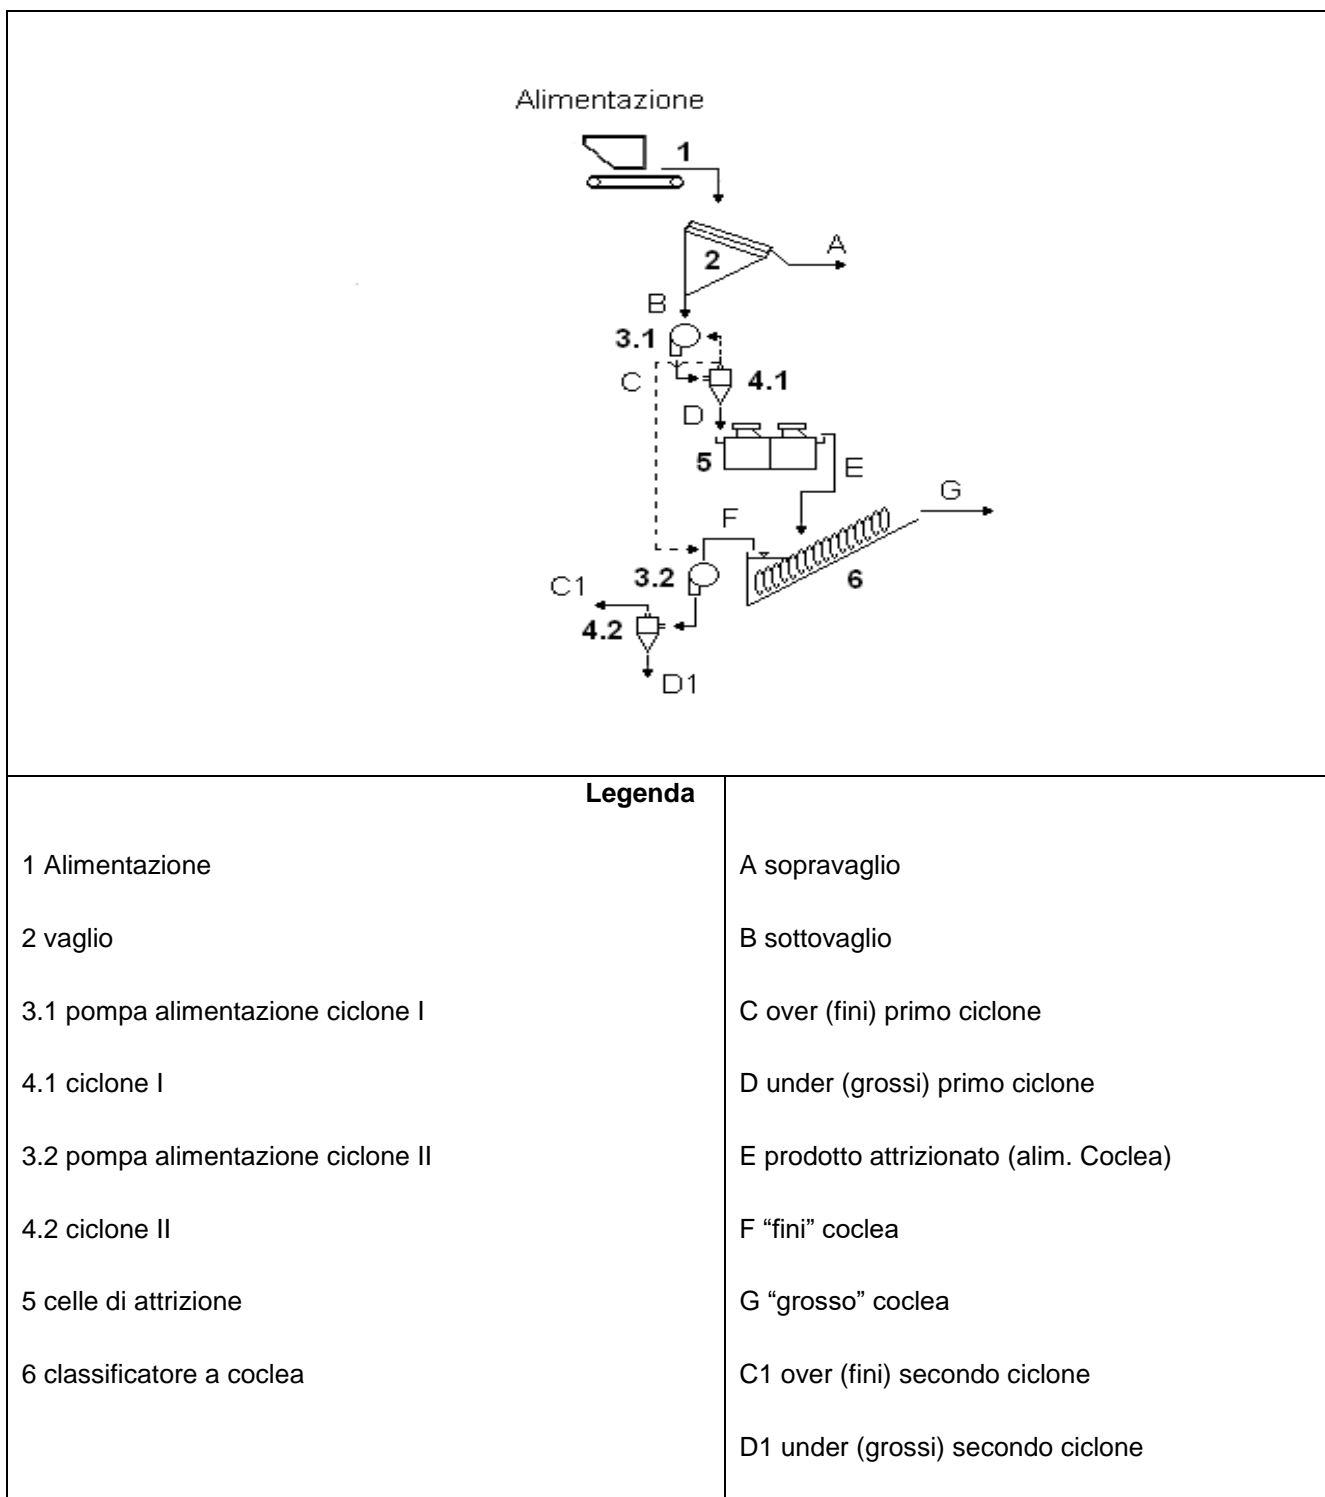 Alimentazione
1
A
2
B
3.1
C
4.1
D
5
E
G
F
3.2
6
C1
4.2
D1
Legenda
1 Alimentazione
2 vaglio
3.1 pompa alimentazione ciclone I
4.1 ciclone I
3.2 pompa alimentazione ciclone II
4.2 ciclone II
5 celle di attrizione
6 classificatore a coclea
A sopravaglio
B sottovaglio
C over (fini) primo ciclone
D under (grossi) primo ciclone
E prodotto attrizionato (alim. Coclea)
F “fini” coclea
G “grosso” coclea
C1 over (fini) secondo ciclone
D1 under (grossi) secondo ciclone